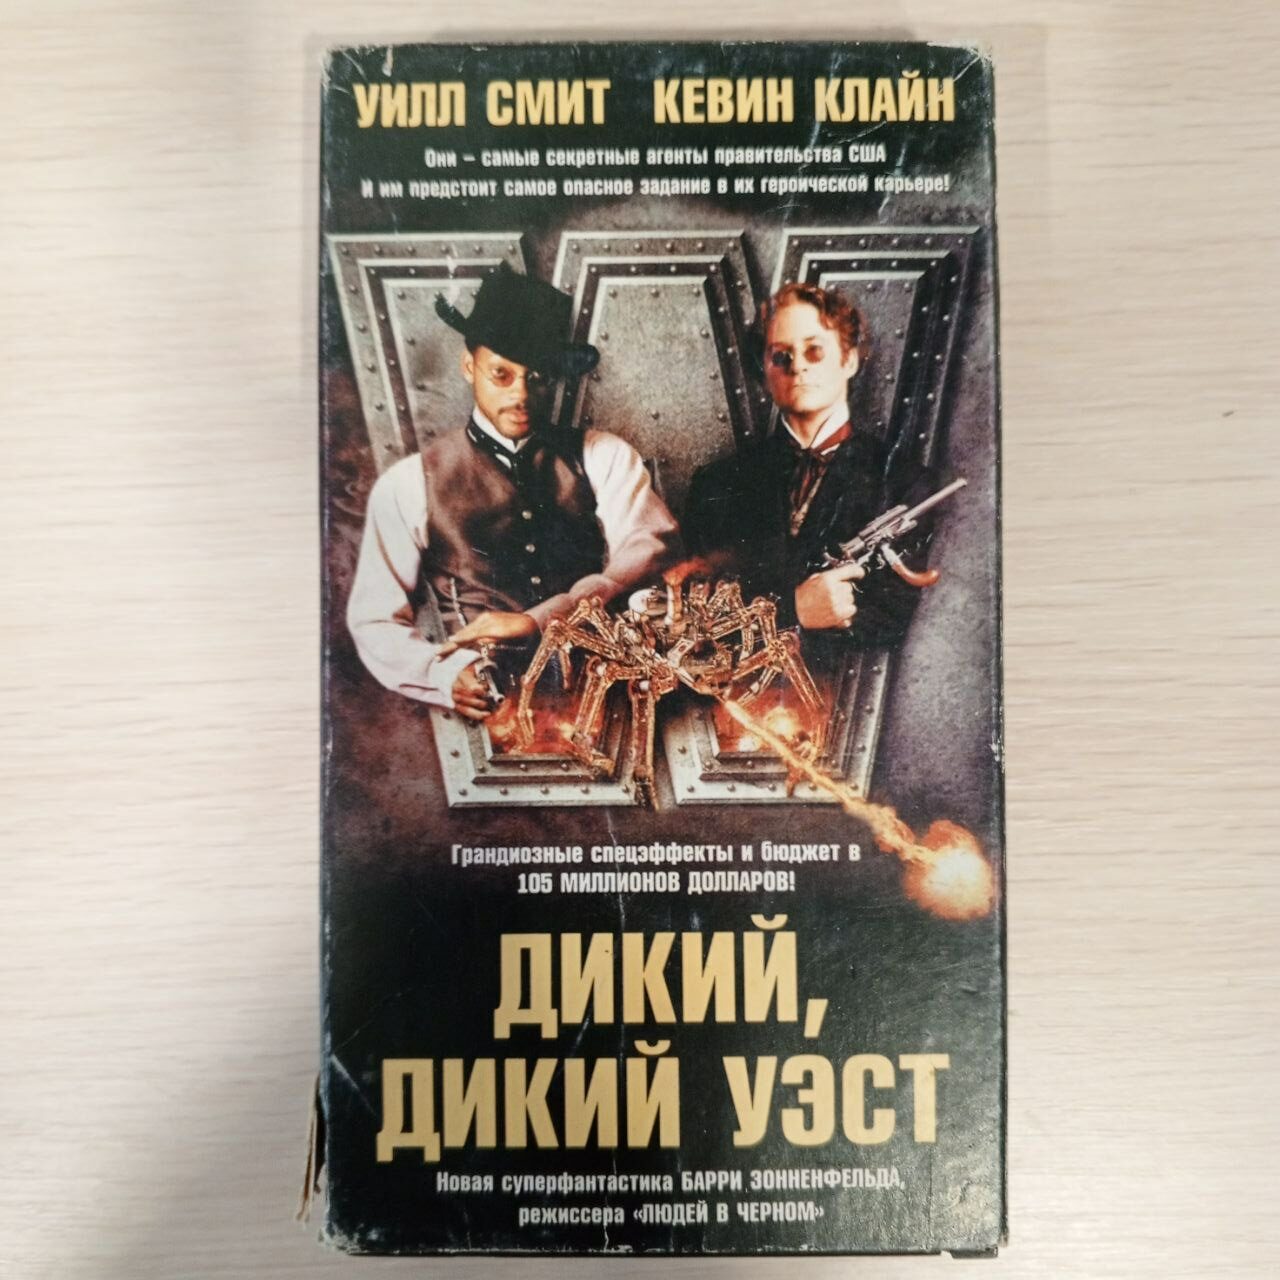 УИЛЛ СМИТ КЕВИН КЛАЙН
Они – самые секретные агенты правительства США
И им предстоит самое опасное задание в их героической карьере!
Грандиозные спецэффекты и бюджет в
105 МИЛЛИОНОВ ДОЛЛАРОВ!
ДИКИЙ,
ДИКИЙ УЭСТ
Новая суперфантастика БАРРИ ЗОННЕНФЕЛЬДА,
режиссера «ЛЮДЕЙ В ЧЕРНОМ»